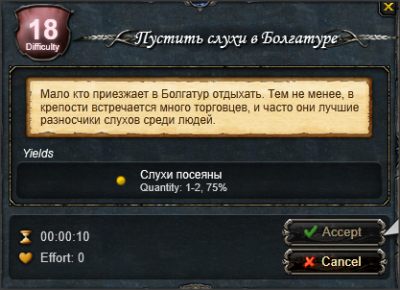 18
Difficulty
Пустить слухи в Болгатуре
Мало кто приезжает в Болгатур отдыхать. Тем не менее, в
крепости встречается много торговцев, и часто они лучшие
разносчики слухов среди людей.
Yields
Слухи посеяны
Quantity: 1-2, 75%
00:00:10
Accept
Effort: 0
Cancel